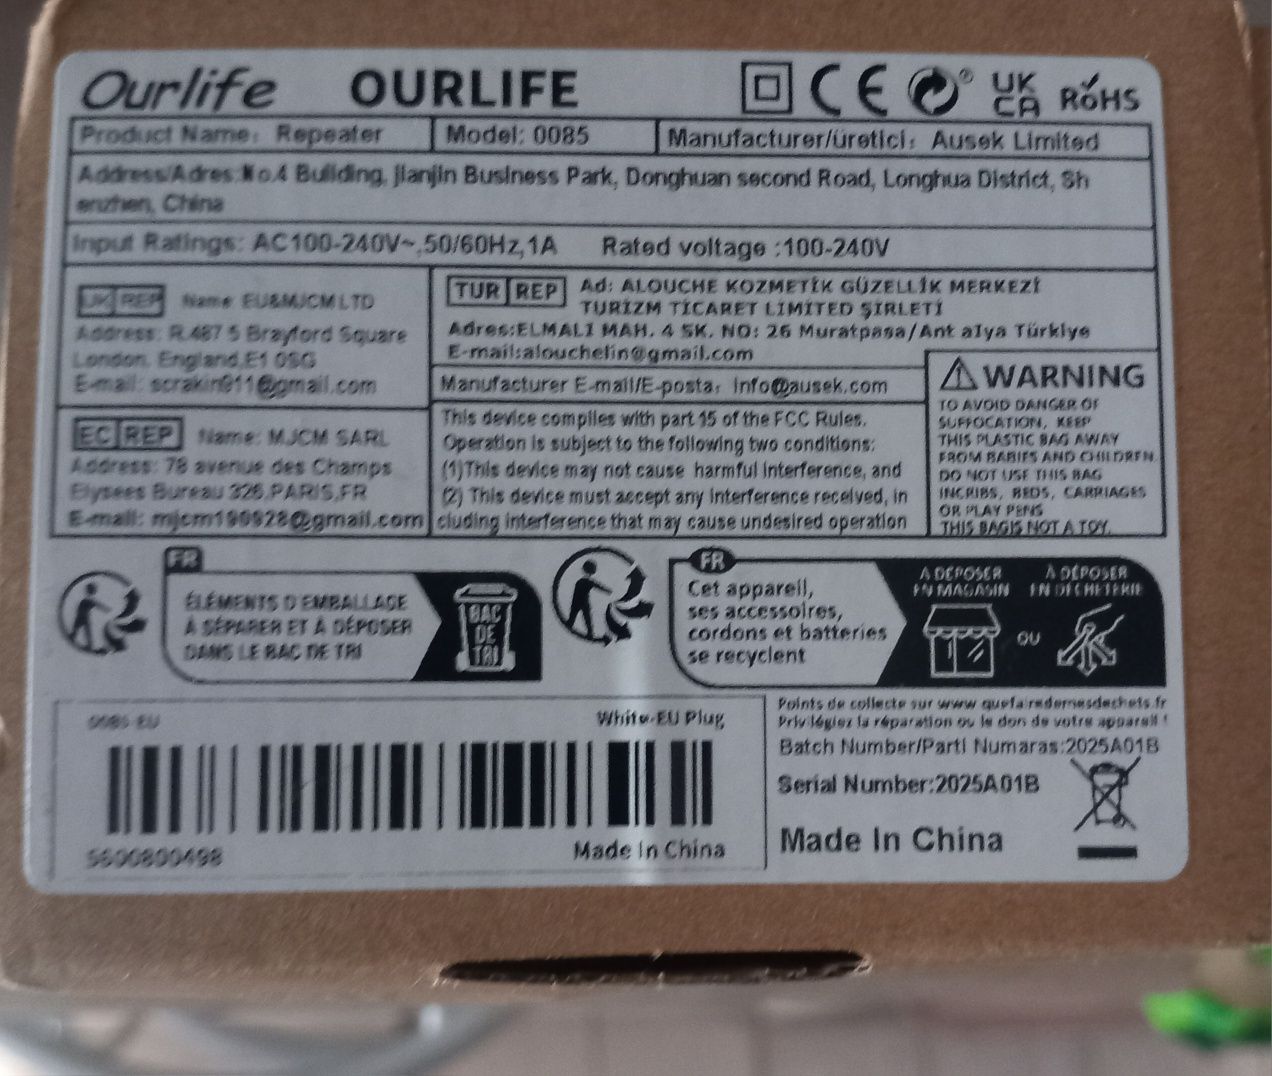 Ourlife OURLIFE CE ® UK CA RoHS
Product Name: Repeater Model: 0085 Manufacturer/üretici: Ausek Limited
Address/Adres:No.4 Building, jianjin Business Park, Donghuan second Road, Longhua District, Sh
enzhen, China
Input Ratings: AC100-240V~,50/60Hz,1A Rated voltage :100-240V
UK REP Name: EU&MJCM LTD
Address: R.487 5 Brayford Square
London, England,E1 0SG
E-mail: scrakin911@gmail.com
EC REP Name: MJCM SARL
Address: 78 avenue des Champs
Elysees Bureau 326,PARIS,FR
E-mail: mjcm190928@gmail.com
TUR REP Ad: ALOUCHE KOZMETİK GÜZELLİK MERKEZİ
TURİZM TİCARET LIMİTED ŞIRLETİ
Adres:ELMALI MAH. 4 SK. NO: 26 Muratpasa/Ant alya Türkiye
E-mail:alouchelin@gmail.com
Manufacturer E-mail/E-posta: info@ausek.com
This device complies with part 15 of the FCC Rules.
Operation is subject to the following two conditions:
(1)This device may not cause harmful interference, and
(2) This device must accept any interference received, in
cluding interference that may cause undesired operation
WARNING
TO AVOID DANGER OF
SUFFOCATION, KEEP
THIS PLASTIC BAG AWAY
FROM BABIES AND CHILDREN
DO NOT USE THIS BAG
INCRIBS, BEDS, CARRIAGES
OR PLAY PENS
THIS BAGIS NOT A TOY.
FR
ÉLÉMENTS D'EMBALLAGE
À SÉPARER ET À DÉPOSER
DANS LE BAC DE TRI
BAC
DE
TRI
FR
Cet appareil,
ses accessoires,
cordons et batteries
se recyclent
À DÉPOSER
EN MAGASIN
OU
À DÉPOSER
EN DÉCHÈTERIE
Points de collecte sur www quefairedemesdechets.fr
Privilégiez la réparation ou le don de votre appareil !
0085-EU White-EU Plug
5600800498 Made In China
Batch Number/Parti Numaras:2025A01B
Serial Number:2025A01B
Made In China